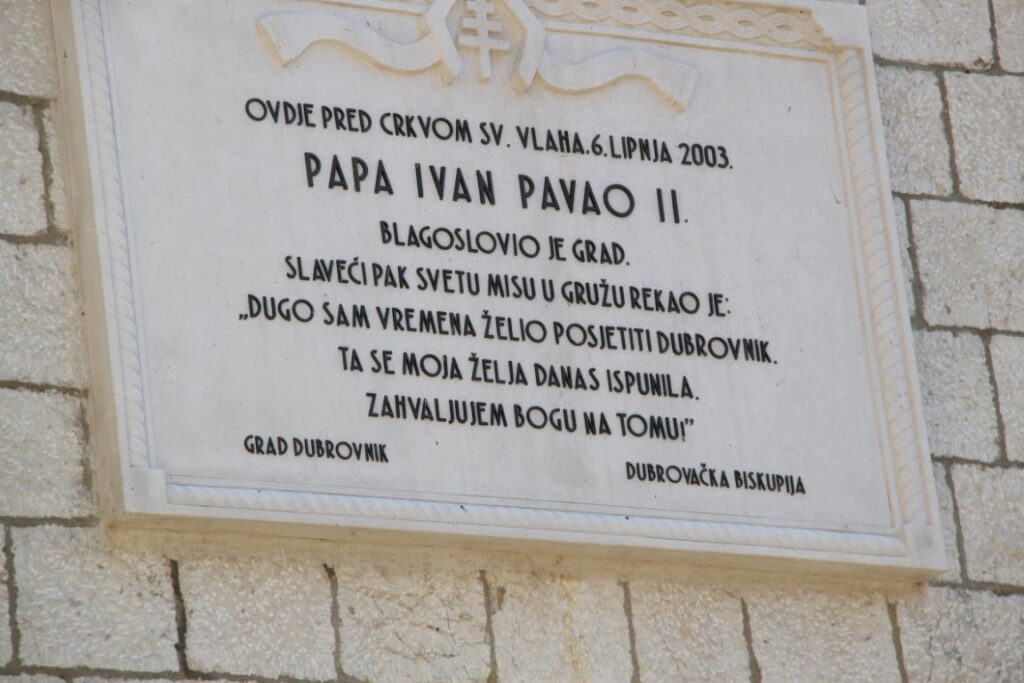 OVDJE PRED CRKVOM SV. VLAHA.6.LIPNJA 2003.
PAPA IVAN PAVAO II.
BLAGOSLOVIO JE GRAD.
SLAVEĆI PAK SVETU MISU U GRUŽU REKAO JE:
„DUGO SAM VREMENA ŽELIO POSJETITI DUBROVNIK.
TA SE MOJA ŽELJA DANAS ISPUNILA.
ZAHVALJUJEM BOGU NA TOMU!”
GRAD DUBROVNIK
DUBROVAČKA BISKUPIJA